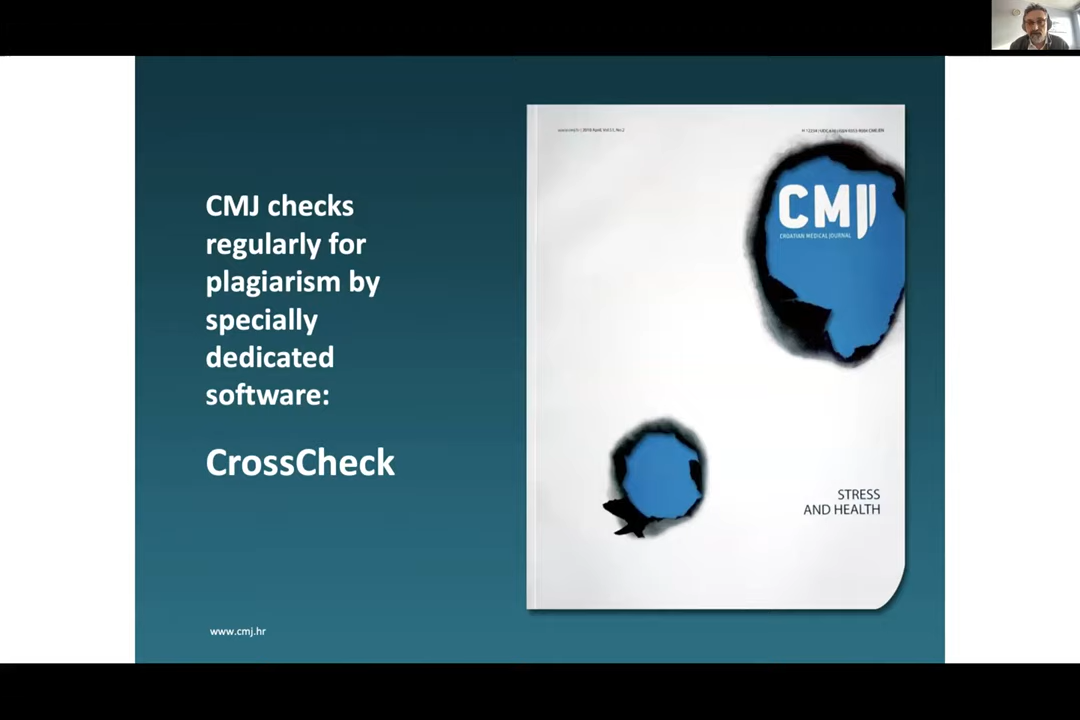 CMJ checks
regularly for
plagiarism by
specially
dedicated
software:
CrossCheck
www.cmj.hr
CMJ
CROATIAN MEDICAL JOURNAL
STRESS
AND HEALTH